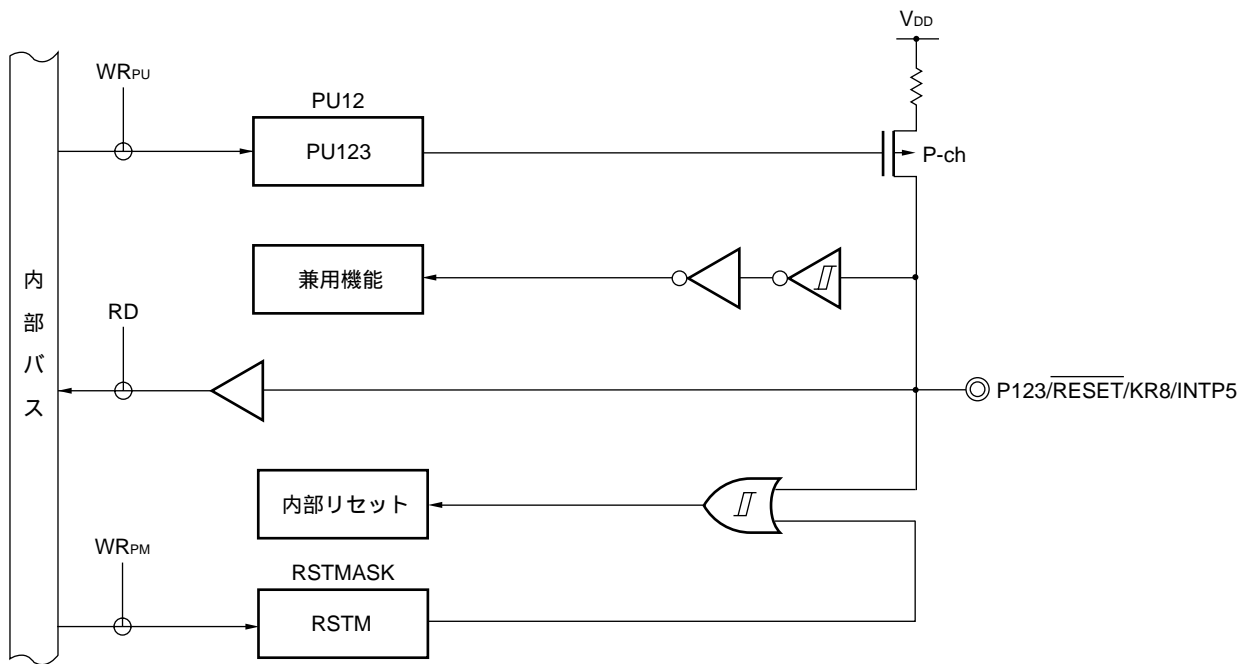 VDD
WRPU
PU12
PU123
P-ch
兼用機能
内部バス
RD
P123/RESET/KR8/INTP5
内部リセット
WRPM
RSTMASK
RSTM